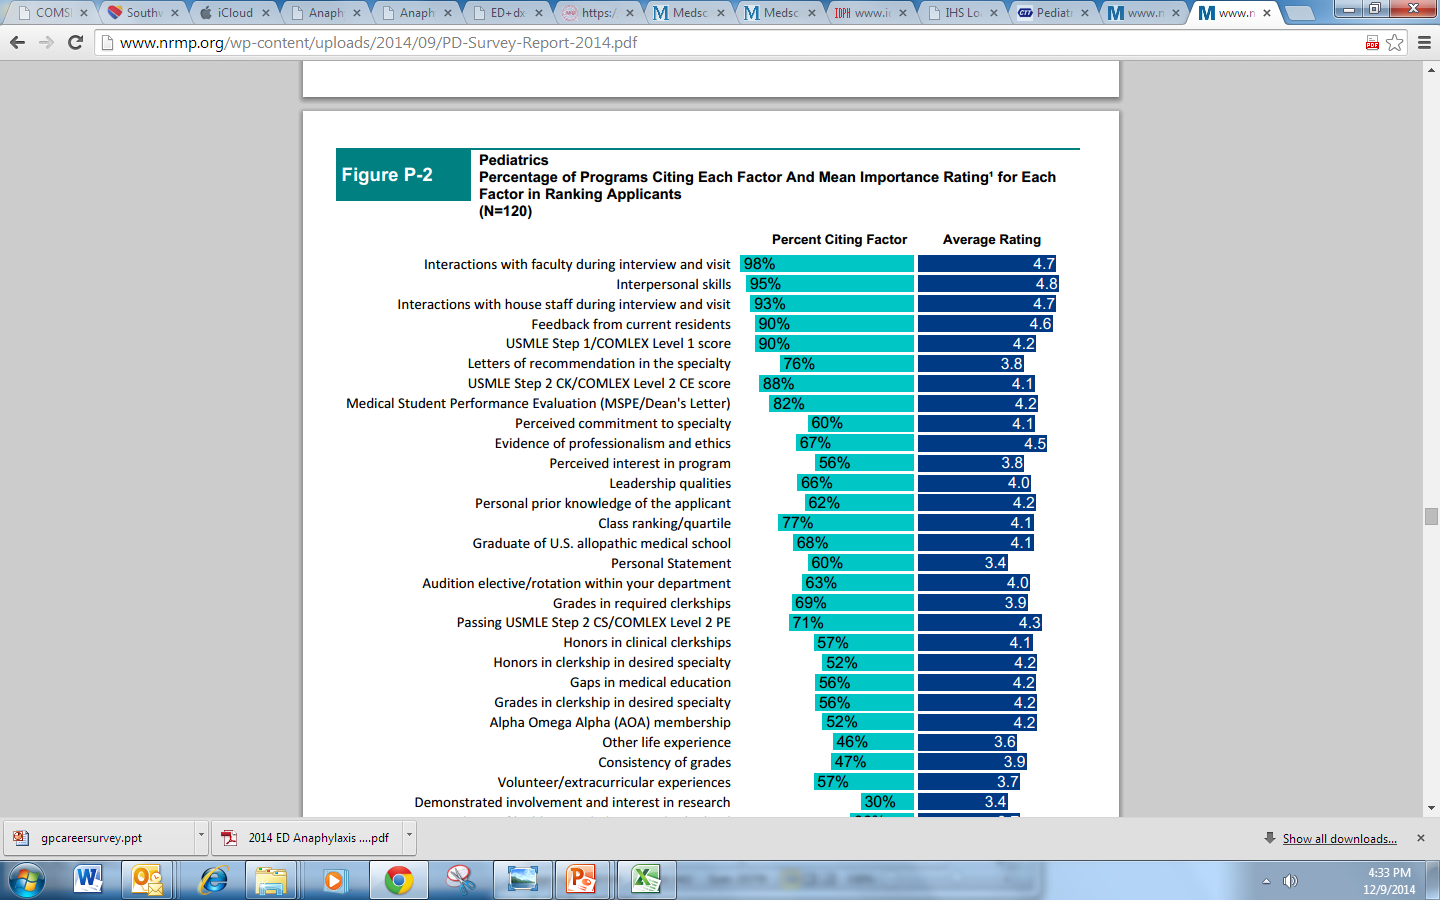 COMSI
Southw
iCloud
Anaph
Anaph
ED+dx
https:/
Medsc
Medsc
www.i
IHS Lo
Pediatr
www.n
www.n
www.nrmp.org/wp-content/uploads/2014/09/PD-Survey-Report-2014.pdf
Figure P-2
Pediatrics
Percentage of Programs Citing Each Factor And Mean Importance Rating¹ for Each
Factor in Ranking Applicants
(N=120)
Percent Citing Factor Average Rating
Interactions with faculty during interview and visit 98% 4.7
Interpersonal skills 95% 4.8
Interactions with house staff during interview and visit 93% 4.7
Feedback from current residents 90% 4.6
USMLE Step 1/COMLEX Level 1 score 90% 4.2
Letters of recommendation in the specialty 76% 3.8
USMLE Step 2 CK/COMLEX Level 2 CE score 88% 4.1
Medical Student Performance Evaluation (MSPE/Dean's Letter) 82% 4.2
Perceived commitment to specialty 60% 4.1
Evidence of professionalism and ethics 67% 4.5
Perceived interest in program 56% 3.8
Leadership qualities 66% 4.0
Personal prior knowledge of the applicant 62% 4.2
Class ranking/quartile 77% 4.1
Graduate of U.S. allopathic medical school 68% 4.1
Personal Statement 60% 3.4
Audition elective/rotation within your department 63% 4.0
Grades in required clerkships 69% 3.9
Passing USMLE Step 2 CS/COMLEX Level 2 PE 71% 4.3
Honors in clinical clerkships 57% 4.1
Honors in clerkship in desired specialty 52% 4.2
Gaps in medical education 56% 4.2
Grades in clerkship in desired specialty 56% 4.2
Alpha Omega Alpha (AOA) membership 52% 4.2
Other life experience 46% 3.6
Consistency of grades 47% 3.9
Volunteer/extracurricular experiences 57% 3.7
Demonstrated involvement and interest in research 30% 3.4
gpcareersurvey.ppt
2014 ED Anaphylaxis ....pdf
Show all downloads...
4:33 PM
12/9/2014